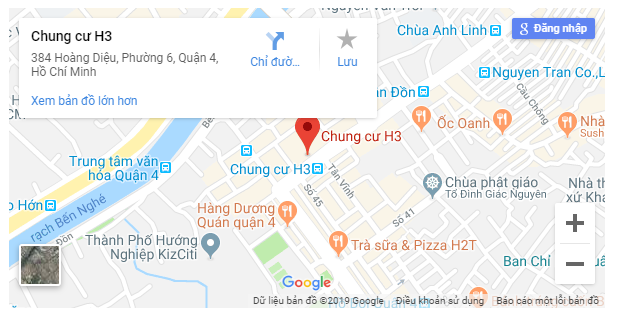 Nguyễn Văn Trỗi
Chung cư H3
384 Hoàng Diệu, Phường 6, Quận 4,
Hồ Chí Minh
Xem bản đồ lớn hơn
Chỉ đườ...
Lưu
Chùa Anh Linh
Đăng nhập
Nguyen Tran Co.,L
Cầu Chông
Ốc Oanh
Nhà
Sush
Chung cư H3
Trung tâm văn
hóa Quận 4
Chung cư H3
Tân Vĩnh
Số 45
Chùa phật giáo
Tổ Đình Giác Nguyên
Nhà th
xứ Kha
Số 41
Hàng Dương
Quán quận 4
rạch Bến Nghé
Thành Phố Hướng
Nghiệp KizCiti
Trà sữa & Pizza H2T
Ban Chỉ
Google
Dữ liệu bản đồ ©2019 Google
Điều khoản sử dụng
Báo cáo một lỗi bản đồ